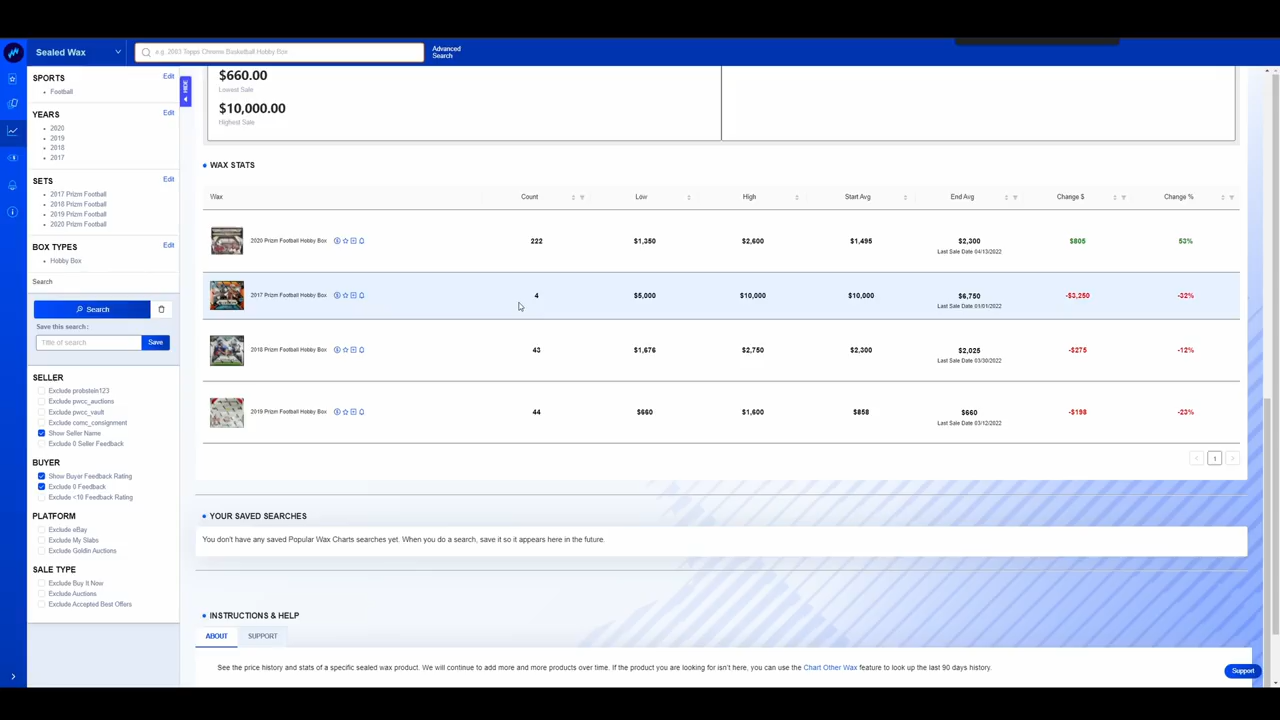 Sealed Wax
e.g. 2003 Topps Chrome Basketball Hobby Box
Advanced
Search
SPORTS
Edit
Football
YEARS
Edit
2020
2019
2018
2017
SETS
Edit
2017 Prizm Football
2018 Prizm Football
2019 Prizm Football
2020 Prizm Football
BOX TYPES
Edit
Hobby Box
Search
Search
Save this search:
Title of search
Save
SELLER
Exclude probstein123
Exclude pwcc_auctions
Exclude pwcc_vault
Exclude comc_consignment
Show Seller Name
Exclude 0 Seller Feedback
BUYER
Show Buyer Feedback Rating
Exclude 0 Feedback
Exclude <10 Feedback Rating
PLATFORM
Exclude eBay
Exclude My Slabs
Exclude Goldin Auctions
SALE TYPE
Exclude Buy It Now
Exclude Auctions
Exclude Accepted Best Offers
HIDE
$660.00
Lowest Sale
$10,000.00
Highest Sale
WAX STATS
Wax Count Low High Start Avg End Avg Change $ Change %
2020 Prizm Football Hobby Box 222 $1,350 $2,600 $1,495 $2,300 $805 53%
Last Sale Date 04/13/2022
2017 Prizm Football Hobby Box 4 $5,000 $10,000 $10,000 $6,750 -$3,250 -32%
Last Sale Date 01/01/2022
2018 Prizm Football Hobby Box 43 $1,676 $2,750 $2,300 $2,025 -$275 -12%
Last Sale Date 03/30/2022
2019 Prizm Football Hobby Box 44 $660 $1,600 $858 $660 -$198 -23%
Last Sale Date 03/12/2022
1
YOUR SAVED SEARCHES
You don't have any saved Popular Wax Charts searches yet. When you do a search, save it so it appears here in the future.
INSTRUCTIONS & HELP
ABOUT SUPPORT
See the price history and stats of a specific sealed wax product. We will continue to add more and more products over time. If the product you are looking for isn't here, you can use the Chart Other Wax feature to look up the last 90 days history.
Support